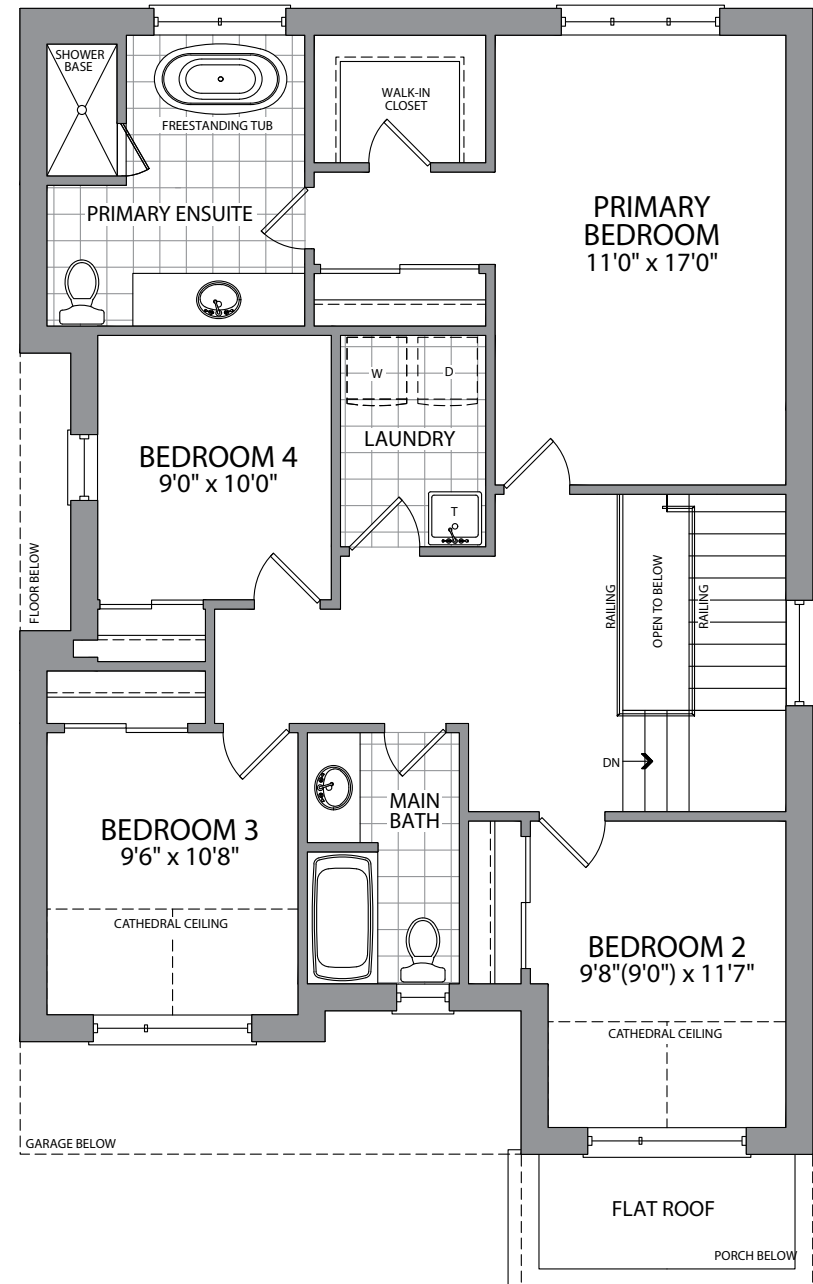 SHOWER
BASE
FREESTANDING TUB
WALK-IN
CLOSET
PRIMARY ENSUITE
PRIMARY
BEDROOM
11'0" x 17'0"
W
D
LAUNDRY
T
BEDROOM 4
9'0" x 10'0"
FLOOR BELOW
RAILING
OPEN TO BELOW
RAILING
DN
MAIN
BATH
BEDROOM 3
9'6" x 10'8"
CATHEDRAL CEILING
BEDROOM 2
9'8"(9'0") x 11'7"
CATHEDRAL CEILING
GARAGE BELOW
FLAT ROOF
PORCH BELOW